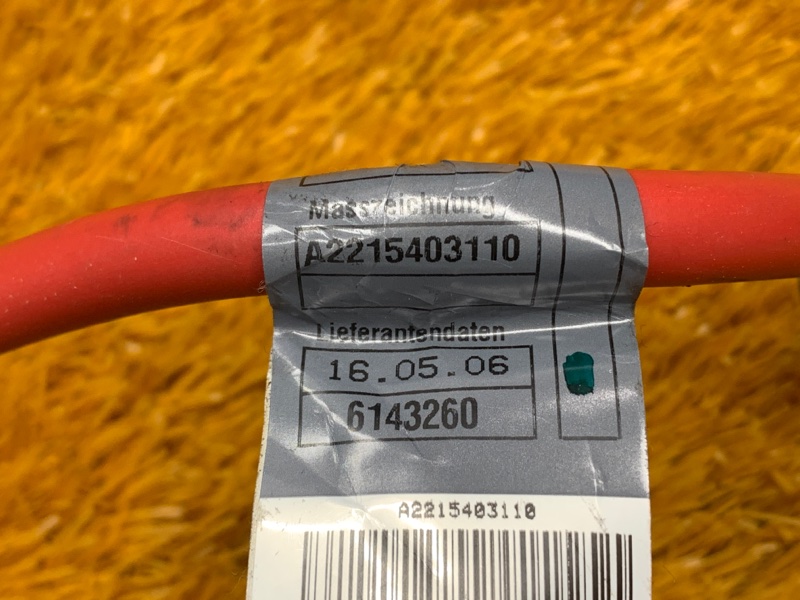 Masszeichnung
A2215403110
Lieferantendaten
16.05.06
6143260
A2215403110